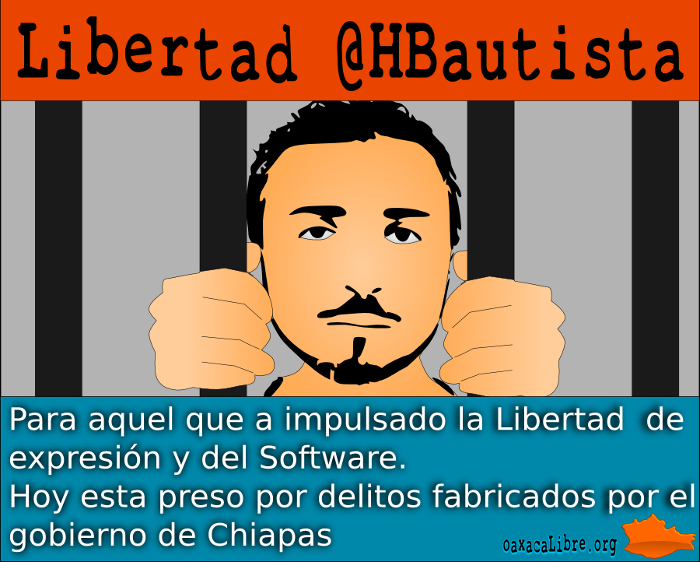 Libertad @HBautista
Para aquel que a impulsado la Libertad de
expresión y del Software.
Hoy esta preso por delitos fabricados por el
gobierno de Chiapas
oaxacaLibre.org